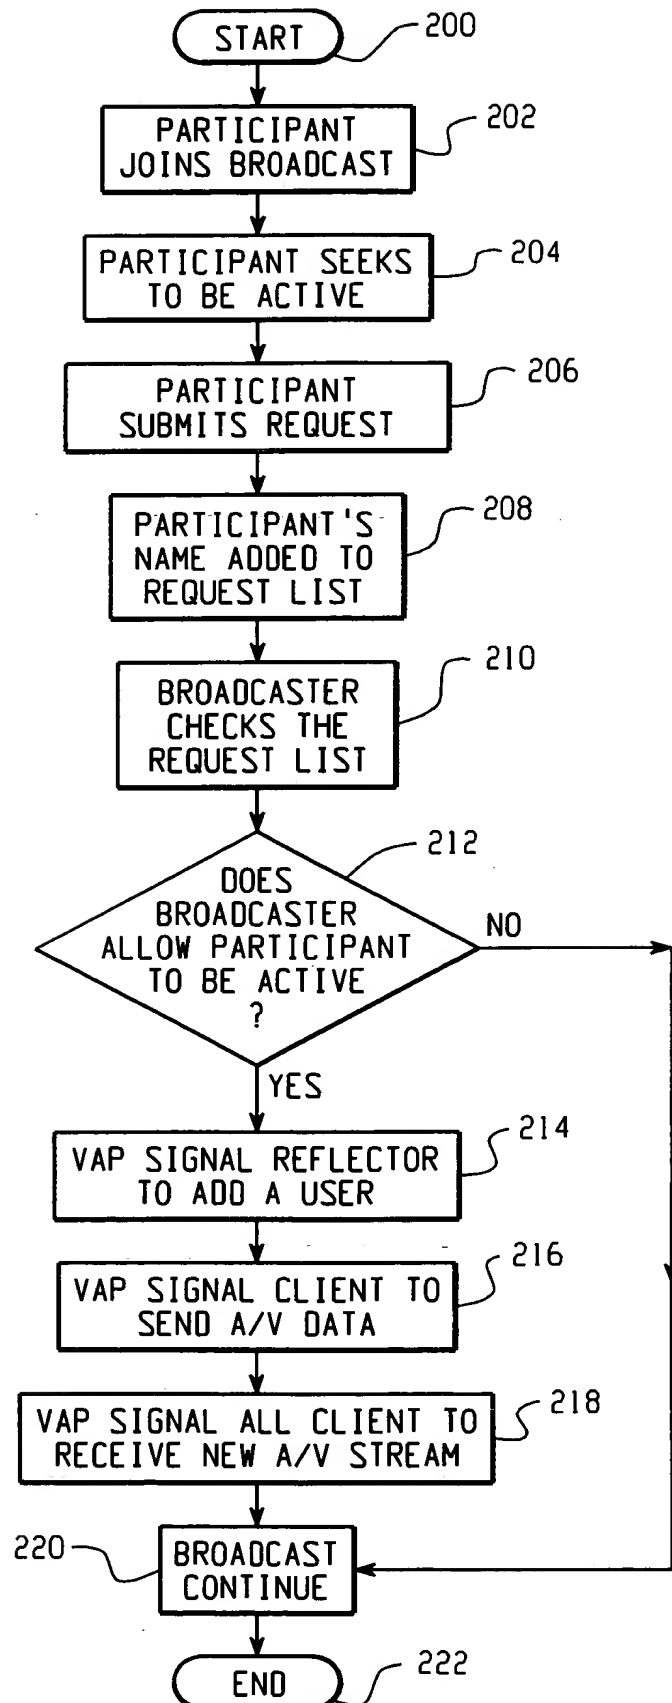 START
200
PARTICIPANT
JOINS BROADCAST
202
PARTICIPANT SEEKS
TO BE ACTIVE
204
PARTICIPANT
SUBMITS REQUEST
206
PARTICIPANT'S
NAME ADDED TO
REQUEST LIST
208
BROADCASTER
CHECKS THE
REQUEST LIST
210
DOES
BROADCASTER
ALLOW PARTICIPANT
TO BE ACTIVE
?
212
NO
YES
VAP SIGNAL REFLECTOR
TO ADD A USER
214
VAP SIGNAL CLIENT TO
SEND A/V DATA
216
VAP SIGNAL ALL CLIENT TO
RECEIVE NEW A/V STREAM
218
220
BROADCAST
CONTINUE
END
222